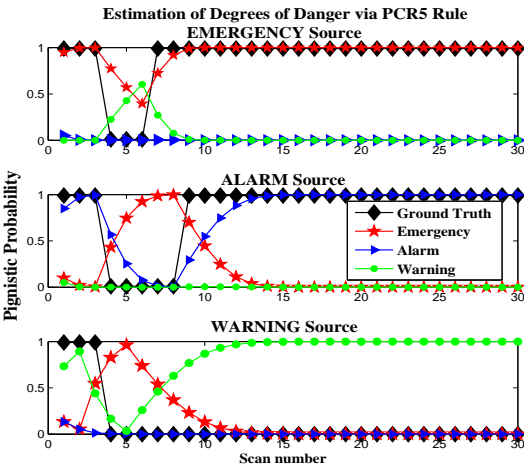 Estimation of Degrees of Danger via PCR5 Rule
EMERGENCY Source
1
0.5
0
0 5 10 15 20 25 30
ALARM Source
1
0.5
0
0 5 10 15 20 25 30
Ground Truth
Emergency
Alarm
Warning
Pignistic Probability
WARNING Source
1
0.5
0
0 5 10 15 20 25 30
Scan number